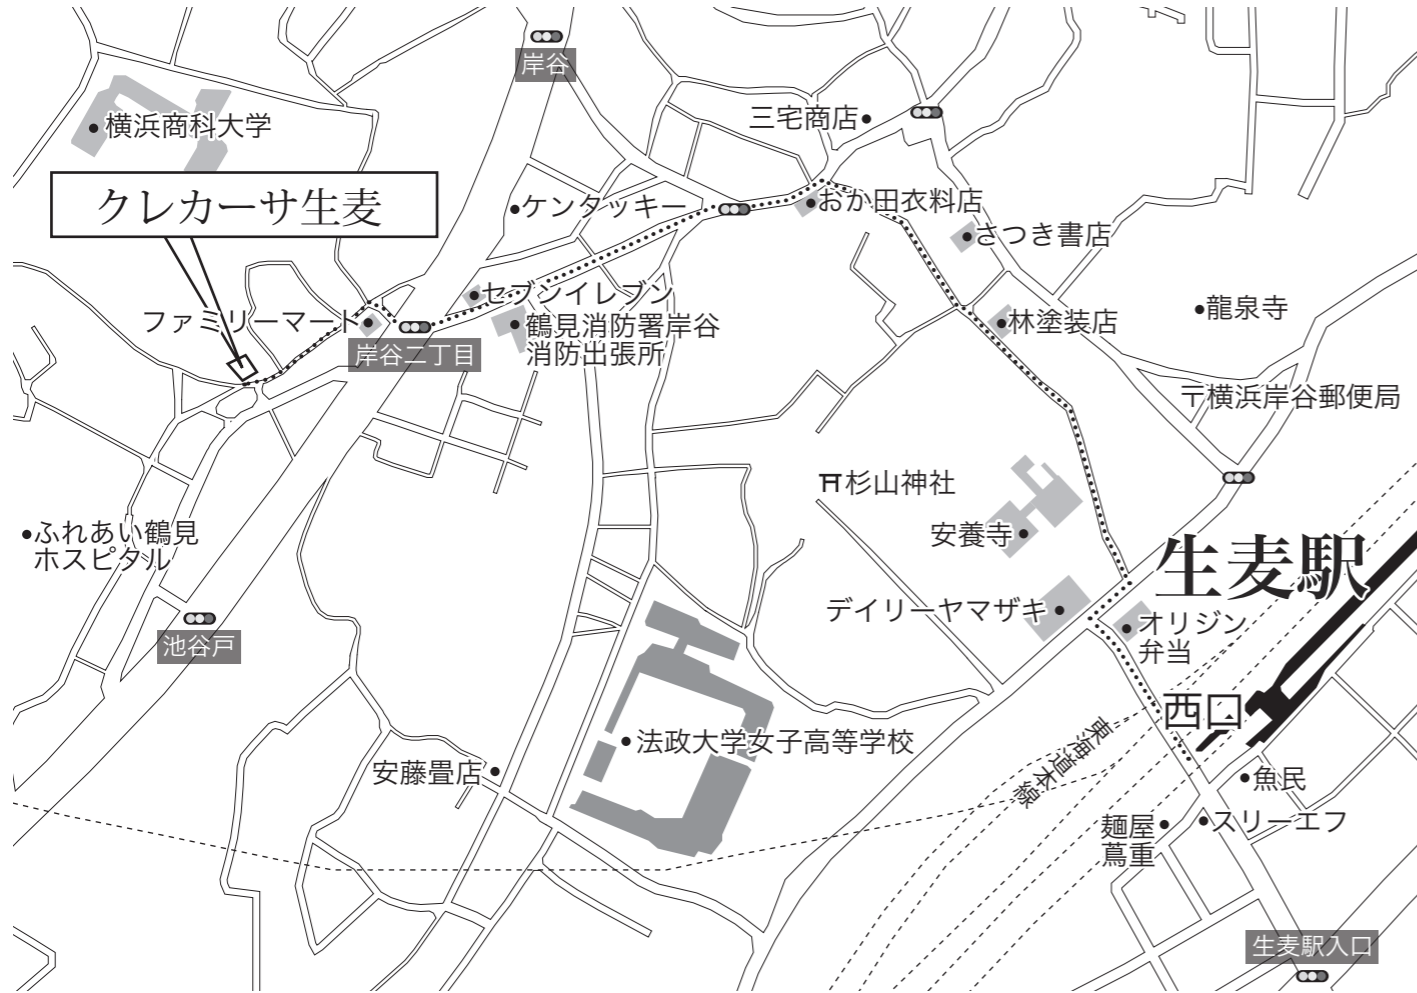 岸谷
三宅商店
横浜商科大学
クレカーサ生麦
ケンタッキー
おか田衣料店
さつき書店
セブンイレブン
ファミリーマート
鶴見消防署岸谷
消防出張所
岸谷二丁目
林塗装店
龍泉寺
〒横浜岸谷郵便局
杉山神社
安養寺
ふれあい鶴見
ホスピタル
生麦駅
デイリーヤマザキ
オリジン
弁当
池谷戸
西口
東海道本線
法政大学女子高等学校
安藤畳店
魚民
スリーエフ
麺屋
蔦重
生麦駅入口